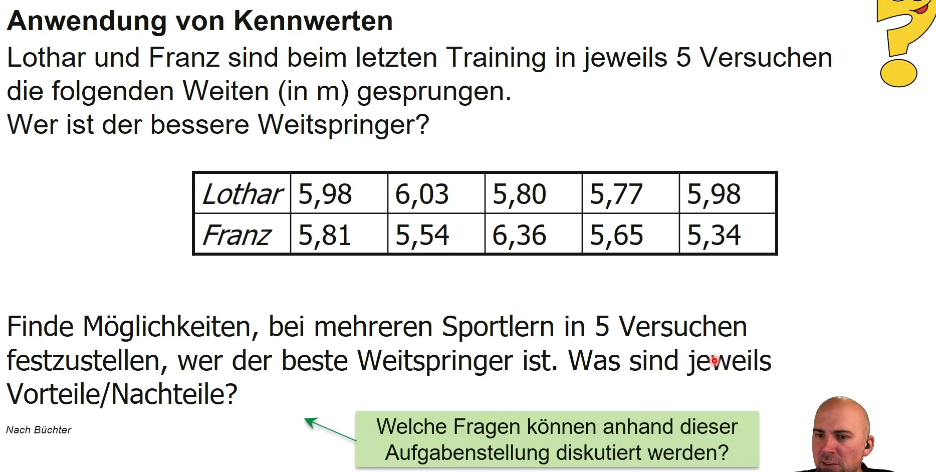 Anwendung von Kennwerten
Lothar und Franz sind beim letzten Training in jeweils 5 Versuchen
die folgenden Weiten (in m) gesprungen.
Wer ist der bessere Weitspringer?
Lothar 5,98 6,03 5,80 5,77 5,98
Franz 5,81 5,54 6,36 5,65 5,34
Finde Möglichkeiten, bei mehreren Sportlern in 5 Versuchen
festzustellen, wer der beste Weitspringer ist. Was sind jeweils
Vorteile/Nachteile?
Nach Büchter
Welche Fragen können anhand dieser
Aufgabenstellung diskutiert werden?